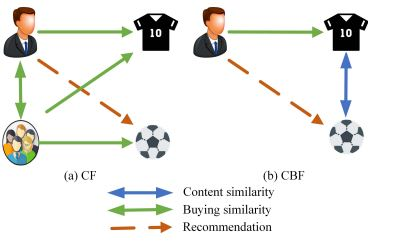 10
10
(a) CF
(b) CBF
Content similarity
Buying similarity
Recommendation